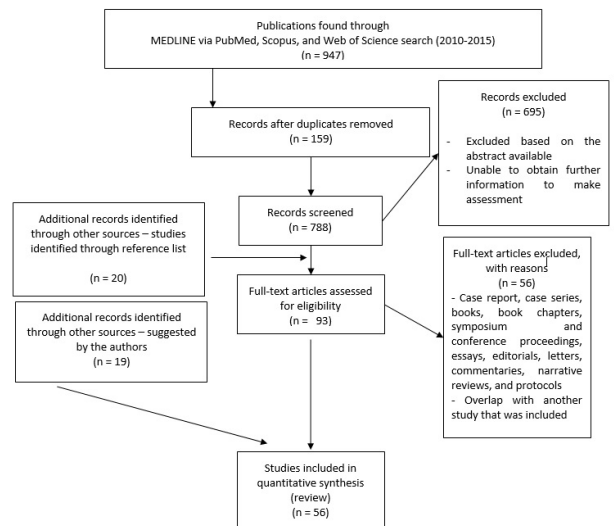 Publications found through
MEDLINE via PubMed, Scopus, and Web of Science search (2010-2015)
(n = 947)
Records after duplicates removed
(n = 159)
Records excluded
(n = 695)
- Excluded based on the
abstract available
- Unable to obtain further
information to make
assessment
Records screened
(n = 788)
Additional records identified
through other sources – studies
identified through reference list
(n = 20)
Full-text articles assessed
for eligibility
(n = 93)
Full-text articles excluded,
with reasons
(n = 56)
- Case report, case series,
books, book chapters,
symposium and
conference proceedings,
essays, editorials, letters,
commentaries, narrative
reviews, and protocols
- Overlap with another
study that was included
Additional records identified
through other sources – suggested
by the authors
(n = 19)
Studies included in
quantitative synthesis
(review)
(n = 56)